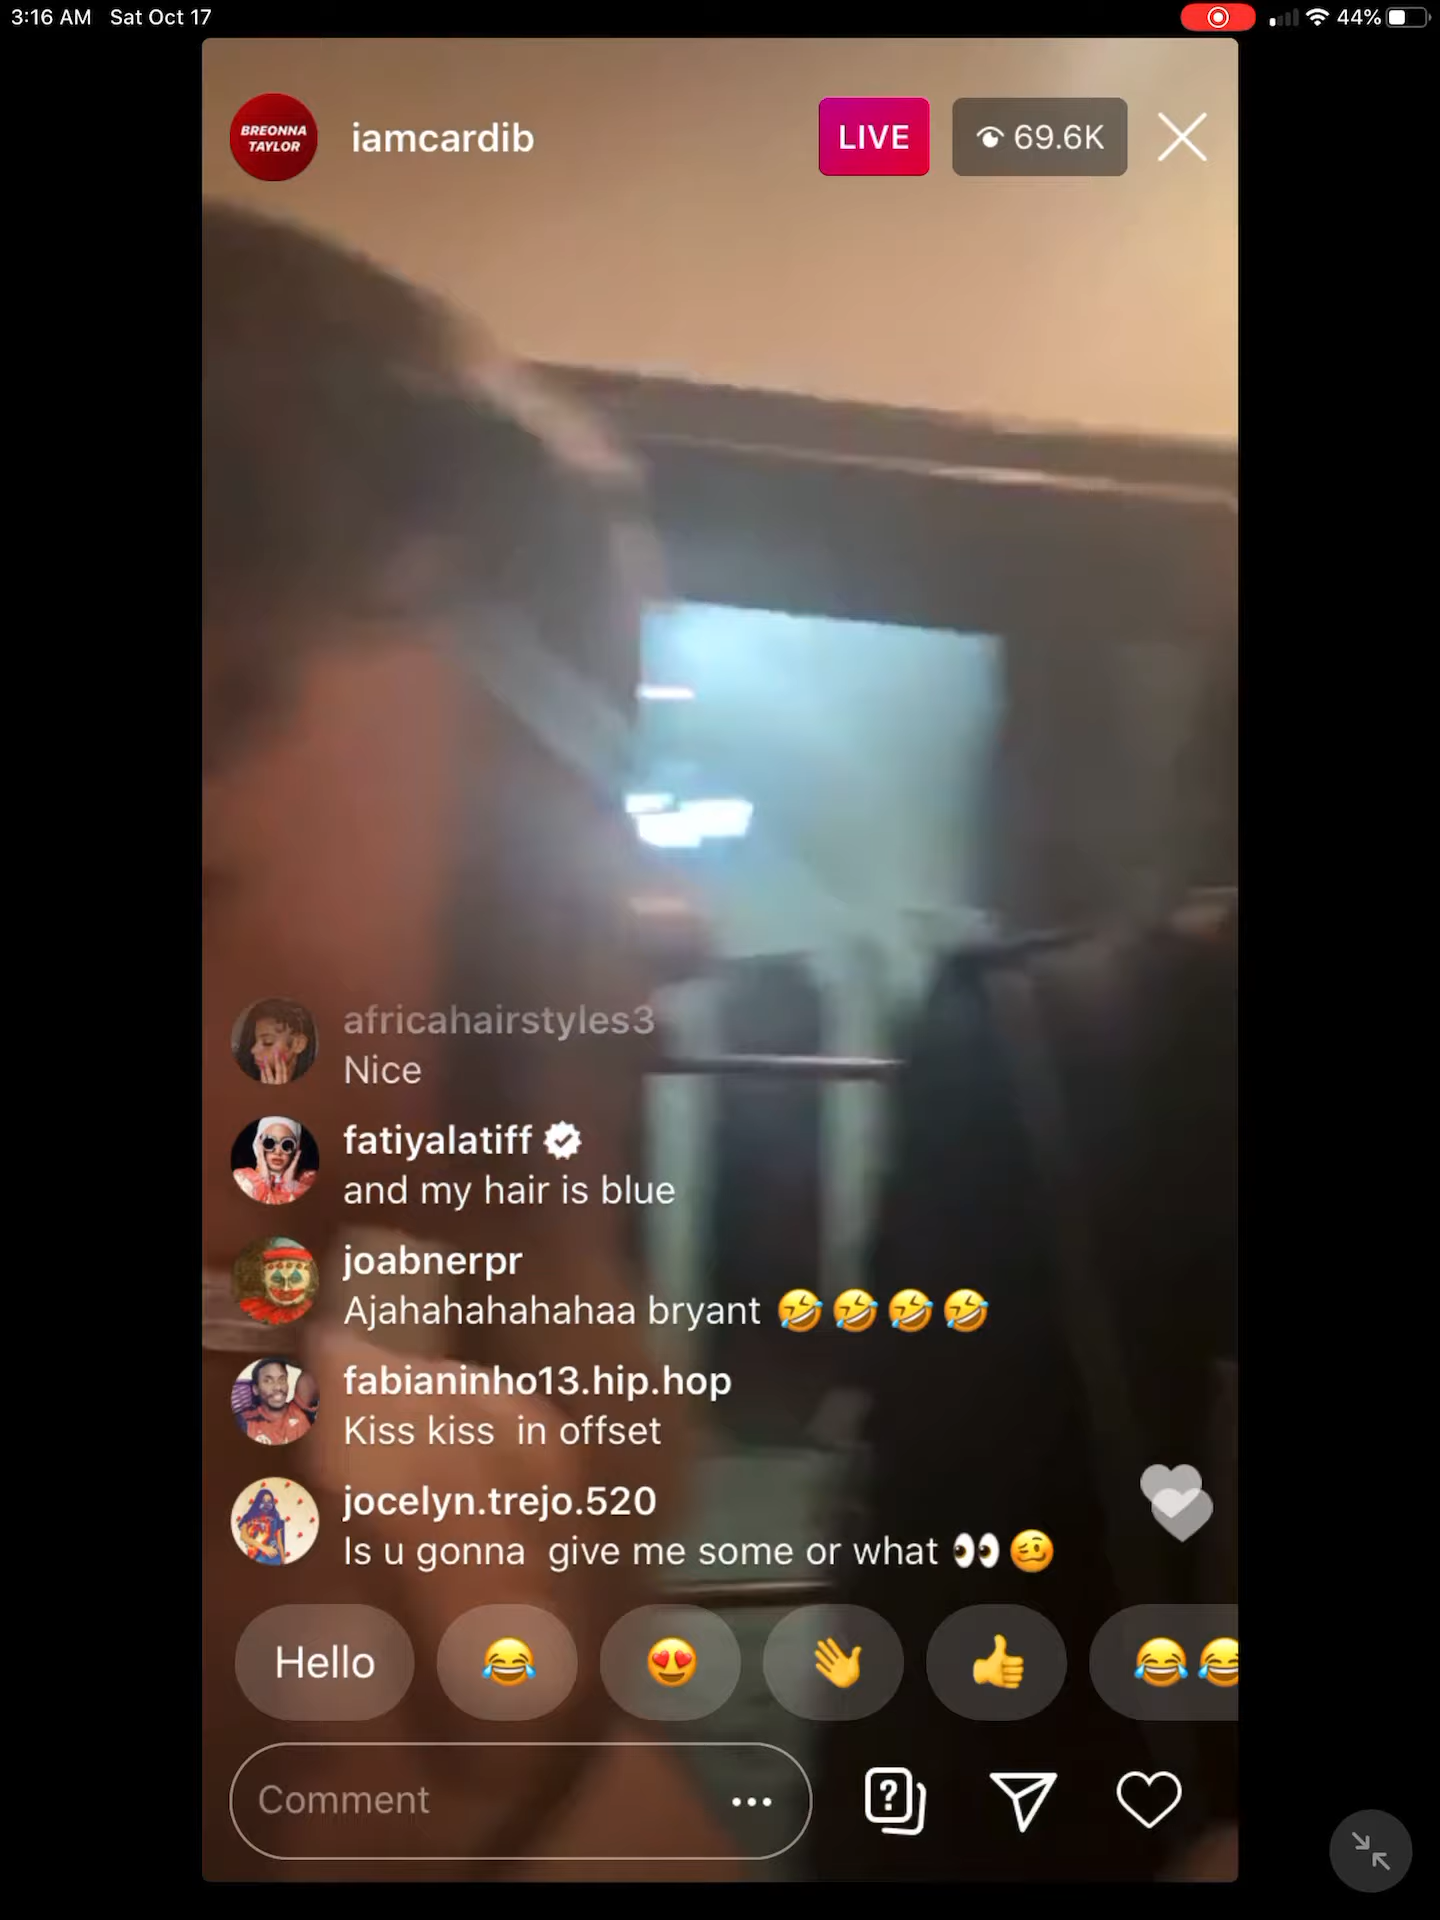 3:16 AM Sat Oct 17
44%
BREONNA
TAYLOR
iamcardib
LIVE
69.6K
africahairstyles3
Nice
fatiyalatiff
and my hair is blue
joabnerpr
Ajahahahahahaa bryant 🤣🤣🤣🤣
fabianinho13.hip.hop
Kiss kiss in offset
jocelyn.trejo.520
Is u gonna give me some or what 👀🥴
Hello 😂 😍 👋 👍 😂😂
Comment